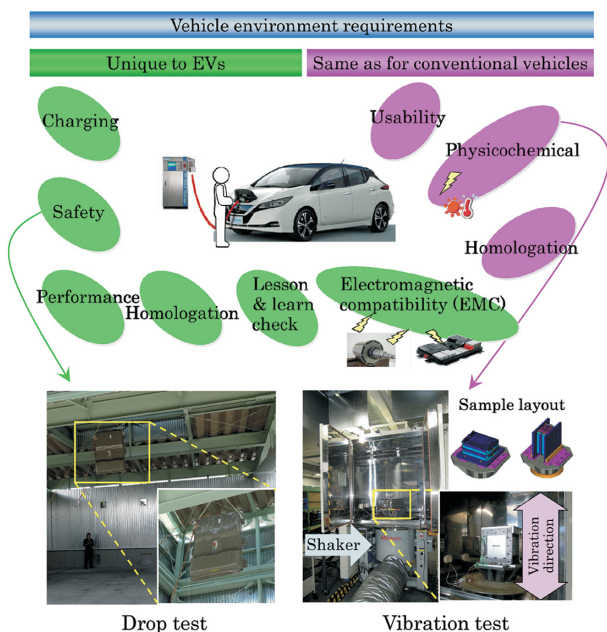 Vehicle environment requirements
Unique to EVs
Same as for conventional vehicles
Charging
Usability
Physicochemical
Safety
Homologation
Performance
Homologation
Lesson
& learn
check
Electromagnetic
compatibility (EMC)
Sample layout
Shaker
Vibration
direction
Drop test
Vibration test